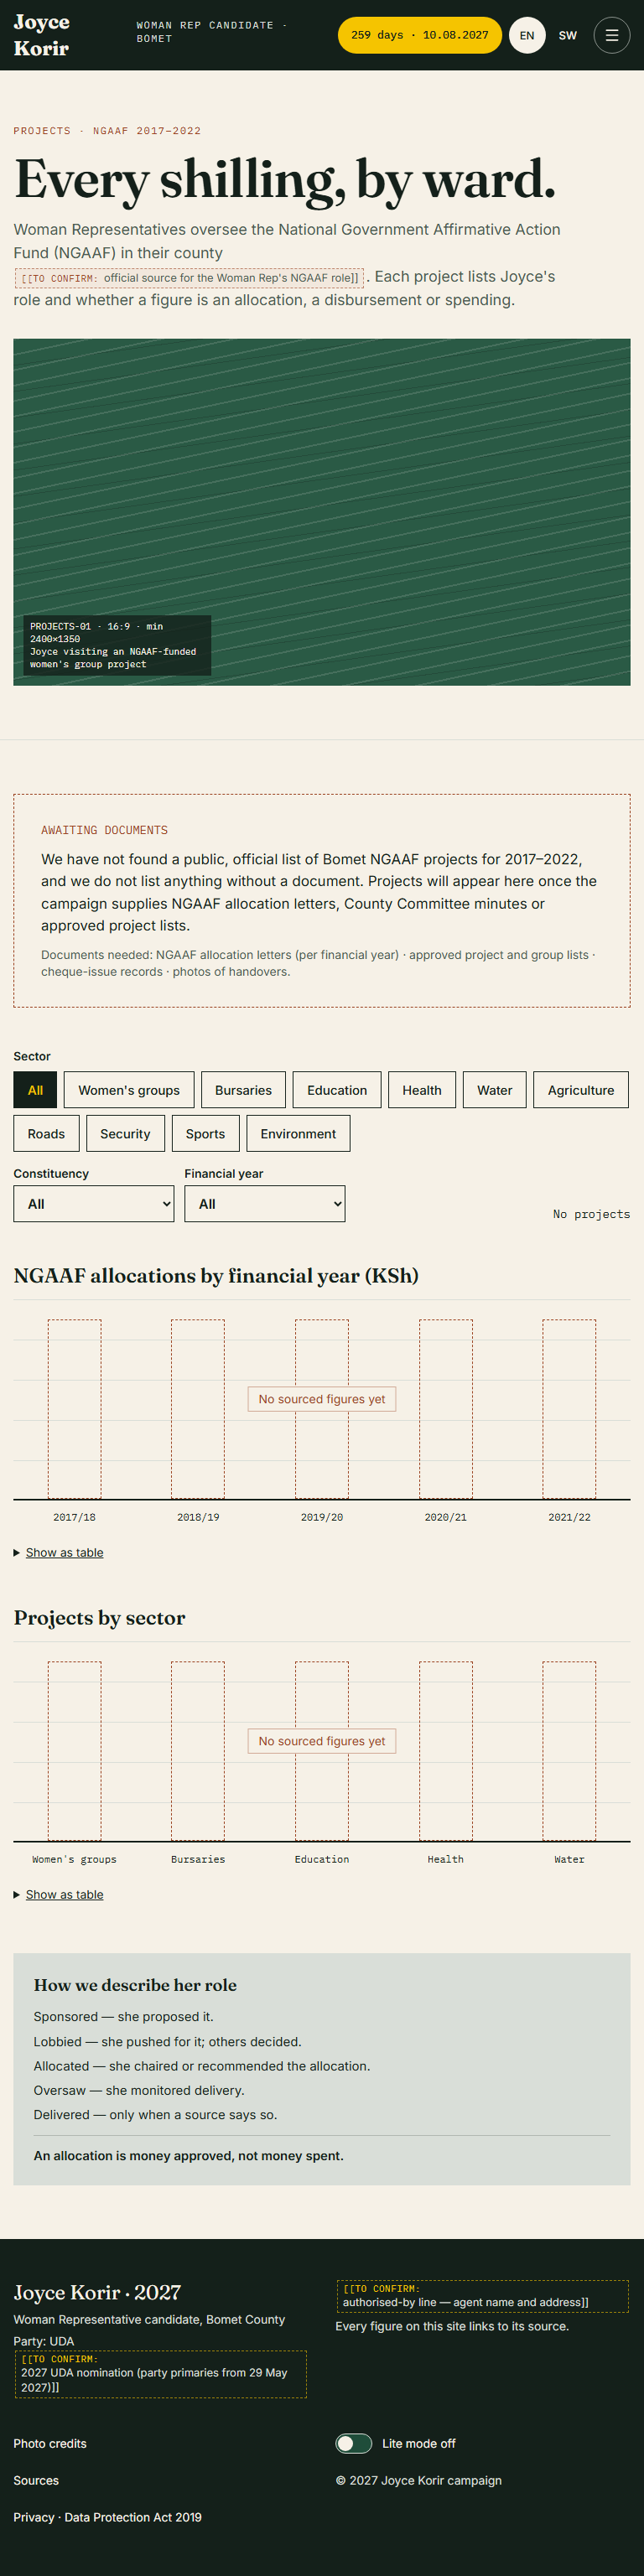 Joyce
Korir
WOMAN REP CANDIDATE ·
BOMET
259 days · 10.08.2027
EN
SW
PROJECTS · NGAAF 2017–2022
Every shilling, by ward.
Woman Representatives oversee the National Government Affirmative Action
Fund (NGAAF) in their county
[[TO CONFIRM: official source for the Woman Rep's NGAAF role]] . Each project lists Joyce's
role and whether a figure is an allocation, a disbursement or spending.
PROJECTS-01 · 16:9 · min
2400×1350
Joyce visiting an NGAAF-funded
women's group project
AWAITING DOCUMENTS
We have not found a public, official list of Bomet NGAAF projects for 2017–2022,
and we do not list anything without a document. Projects will appear here once the
campaign supplies NGAAF allocation letters, County Committee minutes or
approved project lists.
Documents needed: NGAAF allocation letters (per financial year) · approved project and group lists ·
cheque-issue records · photos of handovers.
Sector
All
Women's groups
Bursaries
Education
Health
Water
Agriculture
Roads
Security
Sports
Environment
Constituency
Financial year
All
All
No projects
NGAAF allocations by financial year (KSh)
No sourced figures yet
2017/18
2018/19
2019/20
2020/21
2021/22
Show as table
Projects by sector
No sourced figures yet
Women's groups
Bursaries
Education
Health
Water
Show as table
How we describe her role
Sponsored — she proposed it.
Lobbied — she pushed for it; others decided.
Allocated — she chaired or recommended the allocation.
Oversaw — she monitored delivery.
Delivered — only when a source says so.
An allocation is money approved, not money spent.
Joyce Korir · 2027
Woman Representative candidate, Bomet County
Party: UDA
[[TO CONFIRM:
2027 UDA nomination (party primaries from 29 May
2027)]]
[[TO CONFIRM:
authorised-by line — agent name and address]]
Every figure on this site links to its source.
Photo credits
Lite mode off
Sources
© 2027 Joyce Korir campaign
Privacy · Data Protection Act 2019